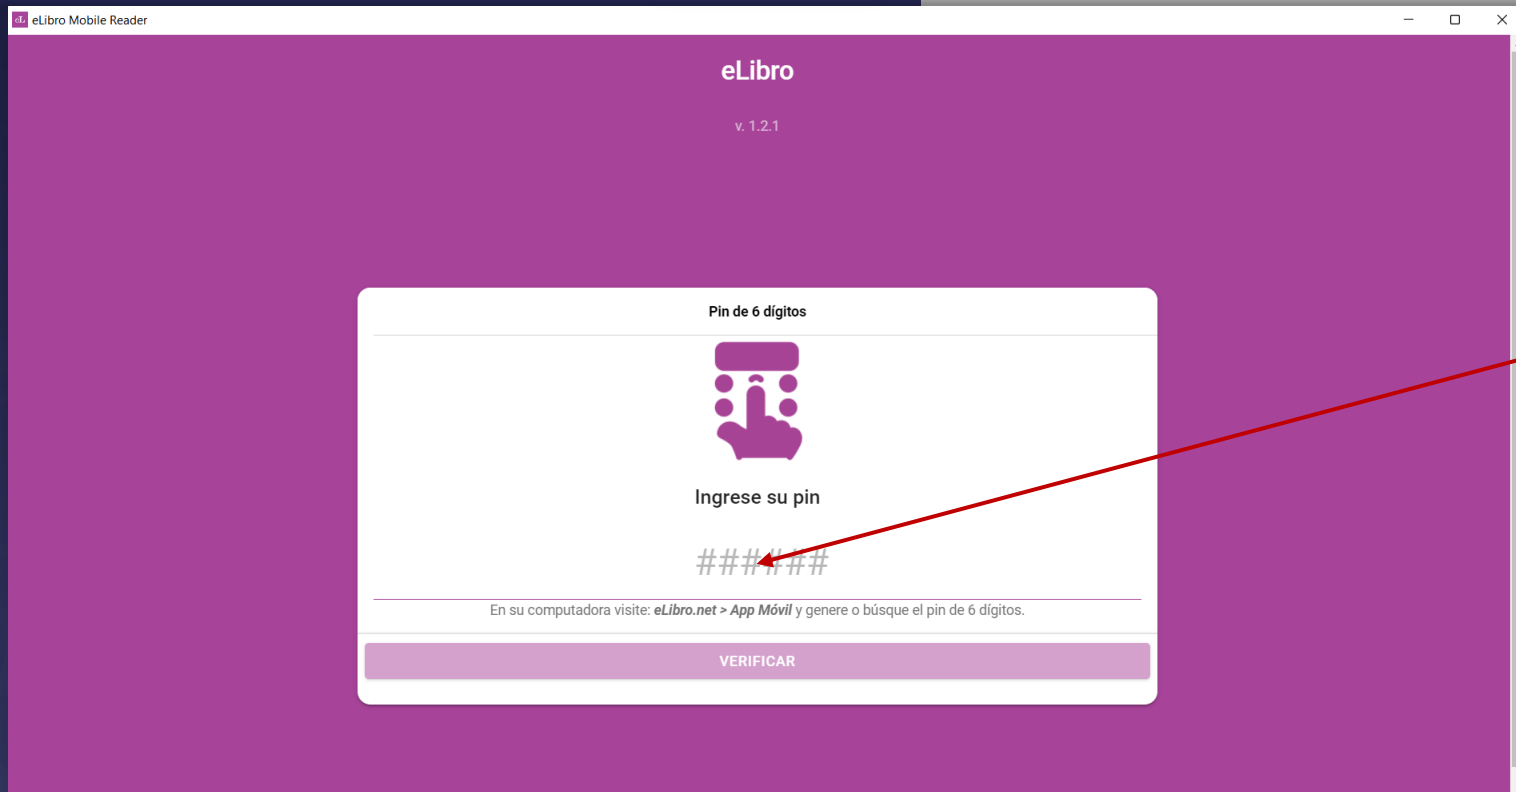 eL eLibro Mobile Reader
eLibro
v. 1.2.1
Pin de 6 dígitos
Ingrese su pin
######
En su computadora visite: eLibro.net > App Móvil y genere o búsque el pin de 6 dígitos.
VERIFICAR